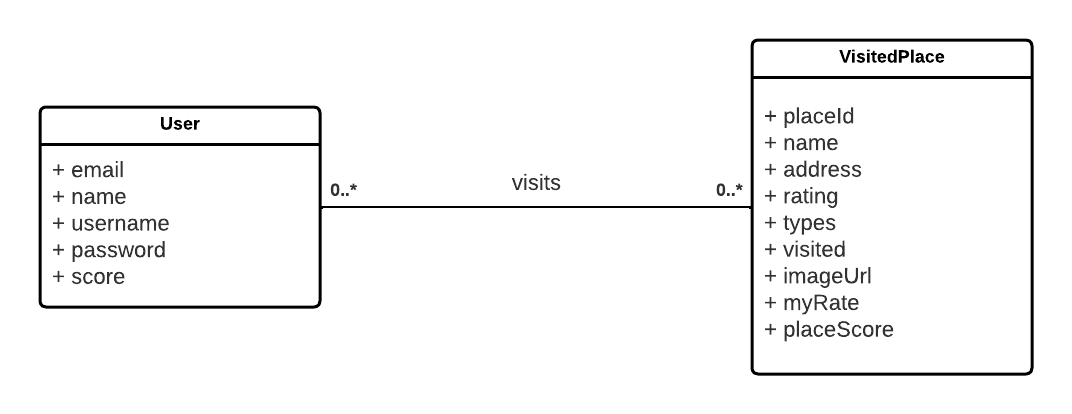 User
+ email
+ name
+ username
+ password
+ score
0..*
visits
0..*
VisitedPlace
+ placeId
+ name
+ address
+ rating
+ types
+ visited
+ imageUrl
+ myRate
+ placeScore